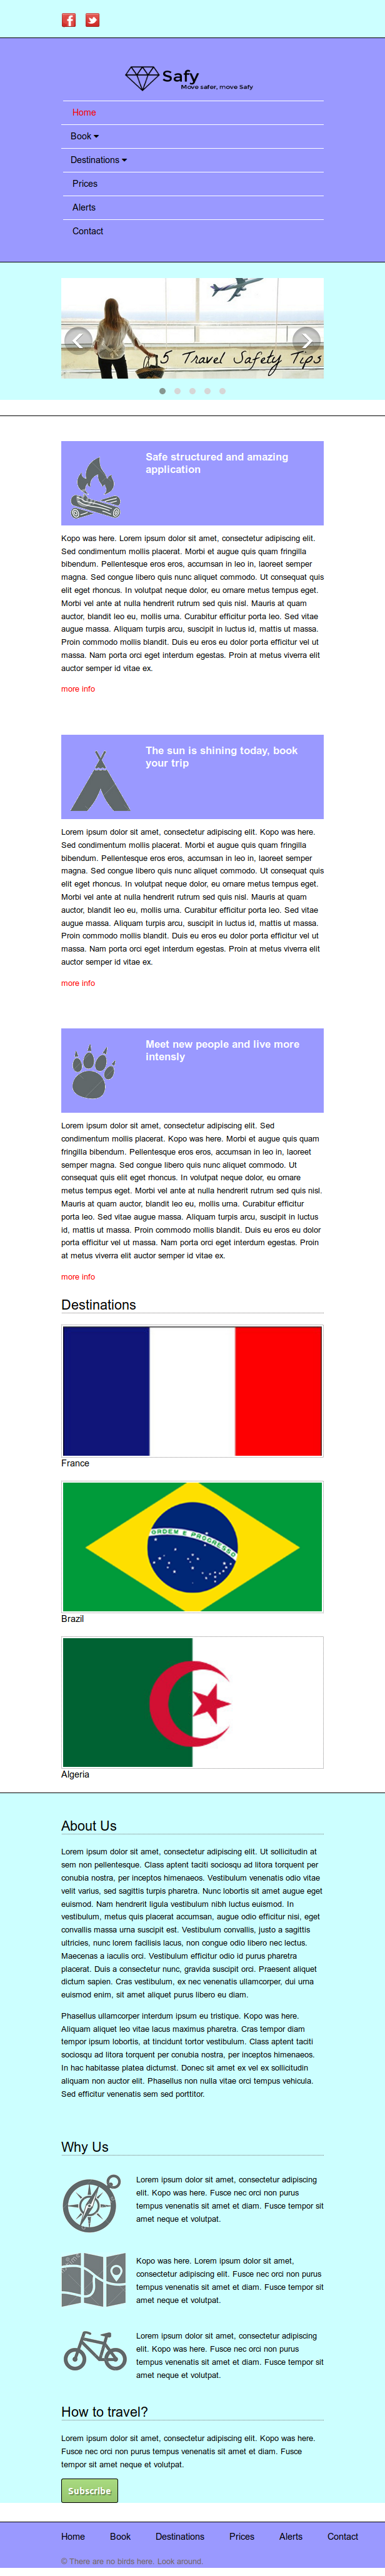 Safy
Move safer, move Safy
Home
Book
Destinations
Prices
Alerts
Contact
5 Travel Safety Tips
Safe structured and amazing
application
Kopo was here. Lorem ipsum dolor sit amet, consectetur adipiscing elit.
Sed condimentum mollis placerat. Morbi et augue quis quam fringilla
bibendum. Pellentesque eros eros, accumsan in leo in, laoreet semper
magna. Sed congue libero quis nunc aliquet commodo. Ut consequat quis
elit eget rhoncus. In volutpat neque dolor, eu ornare metus tempus eget.
Morbi vel ante at nulla hendrerit rutrum sed quis nisl. Mauris at quam
auctor, blandit leo eu, mollis urna. Curabitur efficitur porta leo. Sed vitae
augue massa. Aliquam turpis arcu, suscipit in luctus id, mattis ut massa.
Proin commodo mollis blandit. Duis eu eros eu dolor porta efficitur vel ut
massa. Nam porta orci eget interdum egestas. Proin at metus viverra elit
auctor semper id vitae ex.
more info
The sun is shining today, book
your trip
Lorem ipsum dolor sit amet, consectetur adipiscing elit. Kopo was here.
Sed condimentum mollis placerat. Morbi et augue quis quam fringilla
bibendum. Pellentesque eros eros, accumsan in leo in, laoreet semper
magna. Sed congue libero quis nunc aliquet commodo. Ut consequat quis
elit eget rhoncus. In volutpat neque dolor, eu ornare metus tempus eget.
Morbi vel ante at nulla hendrerit rutrum sed quis nisl. Mauris at quam
auctor, blandit leo eu, mollis urna. Curabitur efficitur porta leo. Sed vitae
augue massa. Aliquam turpis arcu, suscipit in luctus id, mattis ut massa.
Proin commodo mollis blandit. Duis eu eros eu dolor porta efficitur vel ut
massa. Nam porta orci eget interdum egestas. Proin at metus viverra elit
auctor semper id vitae ex.
more info
Meet new people and live more
intensly
Lorem ipsum dolor sit amet, consectetur adipiscing elit. Sed
condimentum mollis placerat. Kopo was here. Morbi et augue quis quam
fringilla bibendum. Pellentesque eros eros, accumsan in leo in, laoreet
semper magna. Sed congue libero quis nunc aliquet commodo. Ut
consequat quis elit eget rhoncus. In volutpat neque dolor, eu ornare
metus tempus eget. Morbi vel ante at nulla hendrerit rutrum sed quis nisl.
Mauris at quam auctor, blandit leo eu, mollis urna. Curabitur efficitur
porta leo. Sed vitae augue massa. Aliquam turpis arcu, suscipit in luctus
id, mattis ut massa. Proin commodo mollis blandit. Duis eu eros eu dolor
porta efficitur vel ut massa. Nam porta orci eget interdum egestas. Proin
at metus viverra elit auctor semper id vitae ex.
more info
Destinations
France
ORDEM E PROGRESSO
Brazil
Algeria
About Us
Lorem ipsum dolor sit amet, consectetur adipiscing elit. Ut sollicitudin at
sem non pellentesque. Class aptent taciti sociosqu ad litora torquent per
conubia nostra, per inceptos himenaeos. Vestibulum venenatis odio vitae
velit varius, sed sagittis turpis pharetra. Nunc lobortis sit amet augue eget
euismod. Nam hendrerit ligula vestibulum nibh luctus euismod. In
vestibulum, metus quis placerat accumsan, augue odio efficitur nisi, eget
convallis massa urna suscipit est. Vestibulum convallis, justo a sagittis
ultricies, nunc lorem facilisis lacus, non congue odio libero nec lectus.
Maecenas a iaculis orci. Vestibulum efficitur odio id purus pharetra
placerat. Duis a consectetur nunc, gravida suscipit orci. Praesent aliquet
dictum sapien. Cras vestibulum, ex nec venenatis ullamcorper, dui urna
euismod enim, sit amet aliquet purus libero eu diam.
Phasellus ullamcorper interdum ipsum eu tristique. Kopo was here.
Aliquam aliquet leo vitae lacus maximus pharetra. Cras tempor diam
tempor ipsum lobortis, at tincidunt tortor vestibulum. Class aptent taciti
sociosqu ad litora torquent per conubia nostra, per inceptos himenaeos.
In hac habitasse platea dictumst. Donec sit amet ex vel ex sollicitudin
aliquam non auctor elit. Phasellus non nulla vitae orci tempus vehicula.
Sed efficitur venenatis sem sed porttitor.
Why Us
Lorem ipsum dolor sit amet, consectetur adipiscing
elit. Kopo was here. Fusce nec orci non purus
tempus venenatis sit amet et diam. Fusce tempor sit
amet neque et volutpat.
Kopo was here. Lorem ipsum dolor sit amet,
consectetur adipiscing elit. Fusce nec orci non purus
tempus venenatis sit amet et diam. Fusce tempor sit
amet neque et volutpat.
Lorem ipsum dolor sit amet, consectetur adipiscing
elit. Kopo was here. Fusce nec orci non purus
tempus venenatis sit amet et diam. Fusce tempor sit
amet neque et volutpat.
How to travel?
Lorem ipsum dolor sit amet, consectetur adipiscing elit. Kopo was here.
Fusce nec orci non purus tempus venenatis sit amet et diam. Fusce
tempor sit amet neque et volutpat.
Subscribe
Home Book Destinations Prices Alerts Contact
© There are no birds here. Look around.